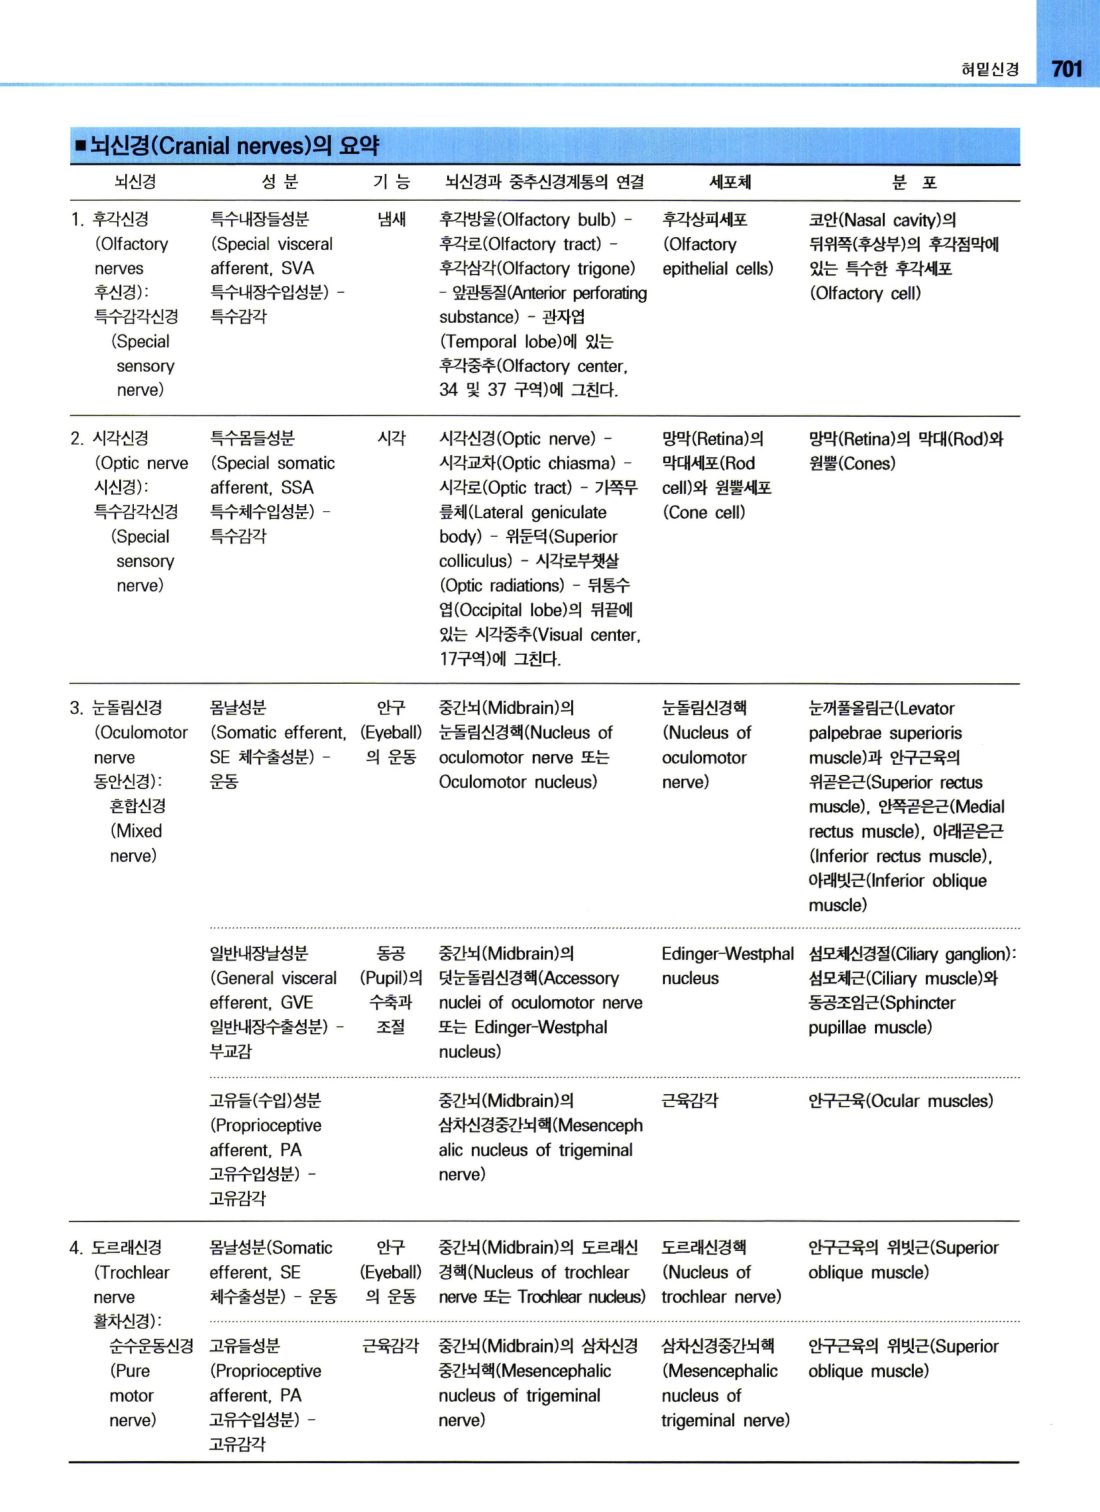 혀밑신경 701
■ 뇌신경(Cranial nerves)의 요약
뇌신경 성 분 기 능 뇌신경과 중추신경계통의 연결 세포체 분 포
1. 후각신경
(Olfactory
nerves
후신경):
특수감각신경
(Special
sensory
nerve)
특수내장들성분
(Special visceral
afferent, SVA
특수내장수입성분) -
특수감각
냄새
후각방울(Olfactory bulb) -
후각로(Olfactory tract) -
후각삼각(Olfactory trigone)
- 앞관통질(Anterior perforating
substance) - 관자엽
(Temporal lobe)에 있는
후각중추(Olfactory center,
34 및 37 구역)에 그친다.
후각상피세포
(Olfactory
epithelial cells)
코안(Nasal cavity)의
뒤위쪽(후상부)의 후각점막에
있는 특수한 후각세포
(Olfactory cell)
2. 시각신경
(Optic nerve
시신경):
특수감각신경
(Special
sensory
nerve)
특수몸들성분
(Special somatic
afferent, SSA
특수체수입성분) -
특수감각
시각
시각신경(Optic nerve) -
시각교차(Optic chiasma) -
시각로(Optic tract) - 가쪽무
릎체(Lateral geniculate
body) - 위둔덕(Superior
colliculus) - 시각로부챗살
(Optic radiations) - 뒤통수
엽(Occipital lobe)의 뒤끝에
있는 시각중추(Visual center,
17구역)에 그친다.
망막(Retina)의
막대세포(Rod
cell)와 원뿔세포
(Cone cell)
망막(Retina)의 막대(Rod)와
원뿔(Cones)
3. 눈돌림신경
(Oculomotor
nerve
동안신경):
혼합신경
(Mixed
nerve)
몸날성분
(Somatic efferent,
SE 체수출성분) -
운동
안구
(Eyeball)
의 운동
중간뇌(Midbrain)의
눈돌림신경핵(Nucleus of
oculomotor nerve 또는
Oculomotor nucleus)
눈돌림신경핵
(Nucleus of
oculomotor
nerve)
눈꺼풀올림근(Levator
palpebrae superioris
muscle)과 안구근육의
위곧은근(Superior rectus
muscle), 안쪽곧은근(Medial
rectus muscle), 아래곧은근
(Inferior rectus muscle),
아래빗근(Inferior oblique
muscle)
일반내장날성분
(General visceral
efferent, GVE
일반내장수출성분) -
부교감
동공
(Pupil)의
수축과
조절
중간뇌(Midbrain)의
덧눈돌림신경핵(Accessory
nuclei of oculomotor nerve
또는 Edinger-Westphal
nucleus)
Edinger-Westphal
nucleus
섬모체신경절(Ciliary ganglion):
섬모체근(Ciliary muscle)와
동공조임근(Sphincter
pupillae muscle)
고유들(수입)성분
(Proprioceptive
afferent, PA
고유수입성분) -
고유감각
중간뇌(Midbrain)의
삼차신경중간뇌핵(Mesenceph
alic nucleus of trigeminal
nerve)
근육감각
안구근육(Ocular muscles)
4. 도르래신경
(Trochlear
nerve
활차신경):
순수운동신경
(Pure
motor
nerve)
몸날성분(Somatic
efferent, SE
체수출성분) - 운동
안구
(Eyeball)
의 운동
중간뇌(Midbrain)의 도르래신
경핵(Nucleus of trochlear
nerve 또는 Trochlear nucleus)
도르래신경핵
(Nucleus of
trochlear nerve)
안구근육의 위빗근(Superior
oblique muscle)
고유들성분
(Proprioceptive
afferent, PA
고유수입성분) -
고유감각
근육감각
중간뇌(Midbrain)의 삼차신경
중간뇌핵(Mesencephalic
nucleus of trigeminal
nerve)
삼차신경중간뇌핵
(Mesencephalic
nucleus of
trigeminal nerve)
안구근육의 위빗근(Superior
oblique muscle)